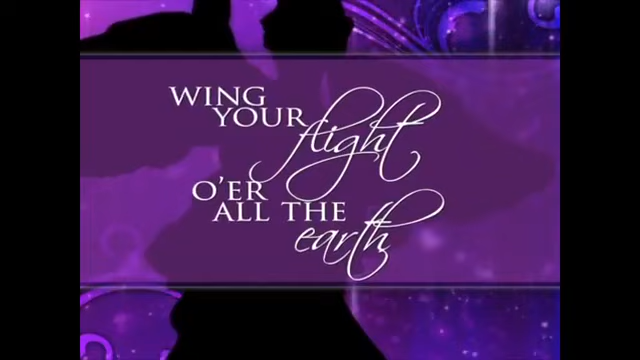 WING
YOUR flight
O'ER
ALL THE
earth